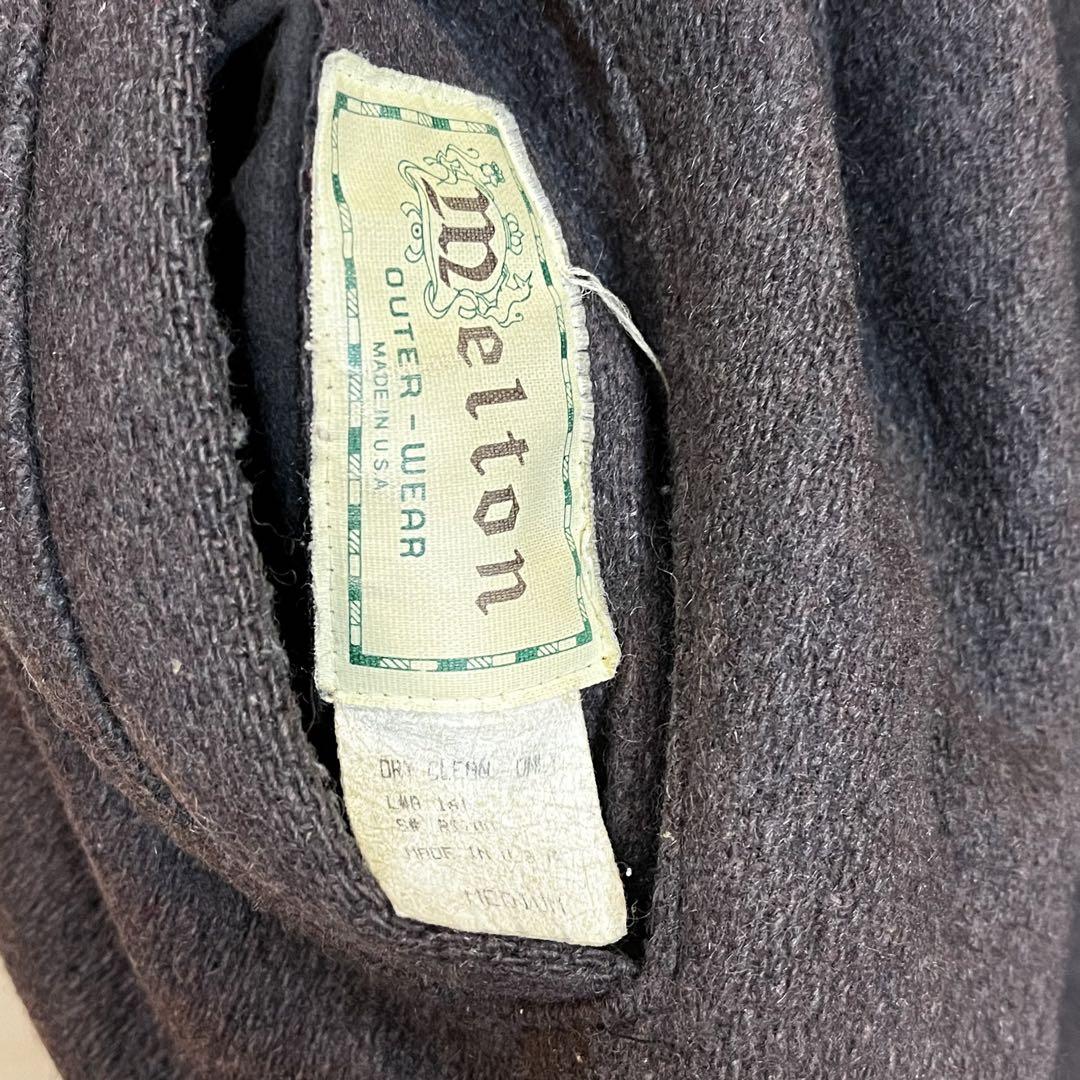 Melton
OUTER-WEAR
MADE IN U.S.A
DRY CLEAN ONLY
S#
MADE IN U.S.A
MEDIUM